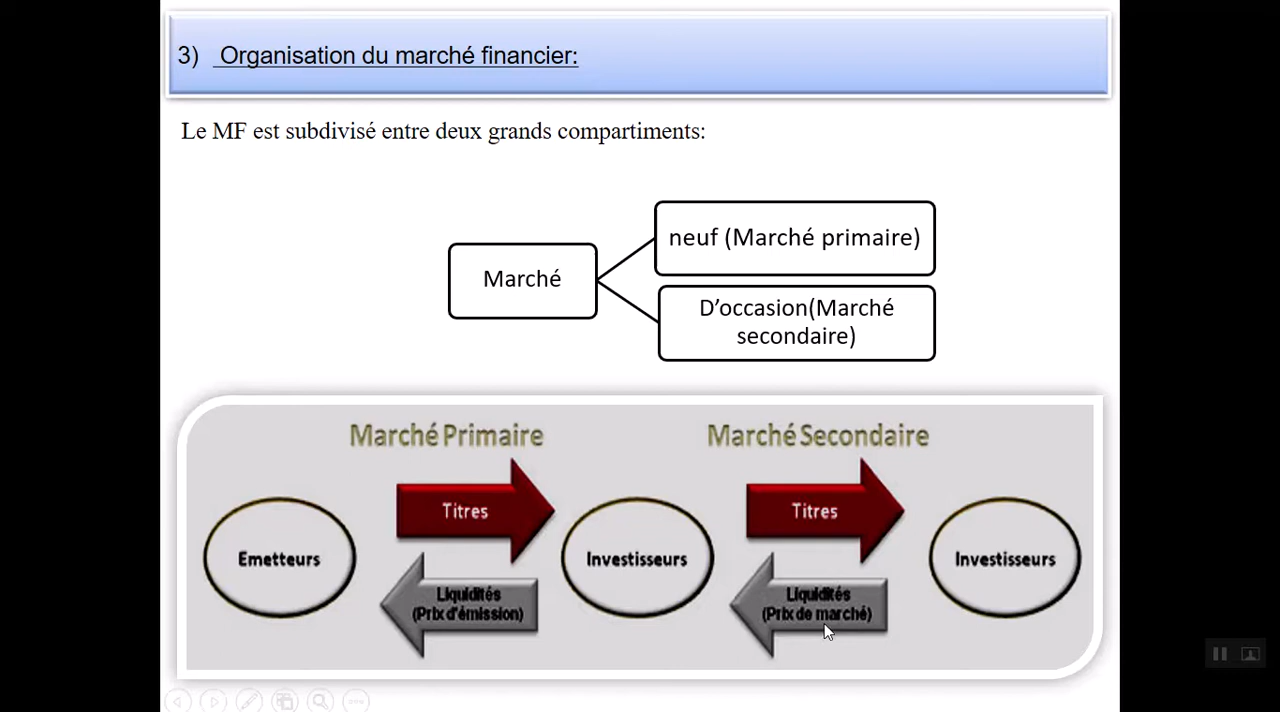 3) Organisation du marché financier:
Le MF est subdivisé entre deux grands compartiments:
Marché
neuf (Marché primaire)
D’occasion(Marché
secondaire)
Marché Primaire
Marché Secondaire
Titres
Titres
Emetteurs
Investisseurs
Investisseurs
Liquidités
(Prix d'émission)
Liquidités
(Prix de marché)